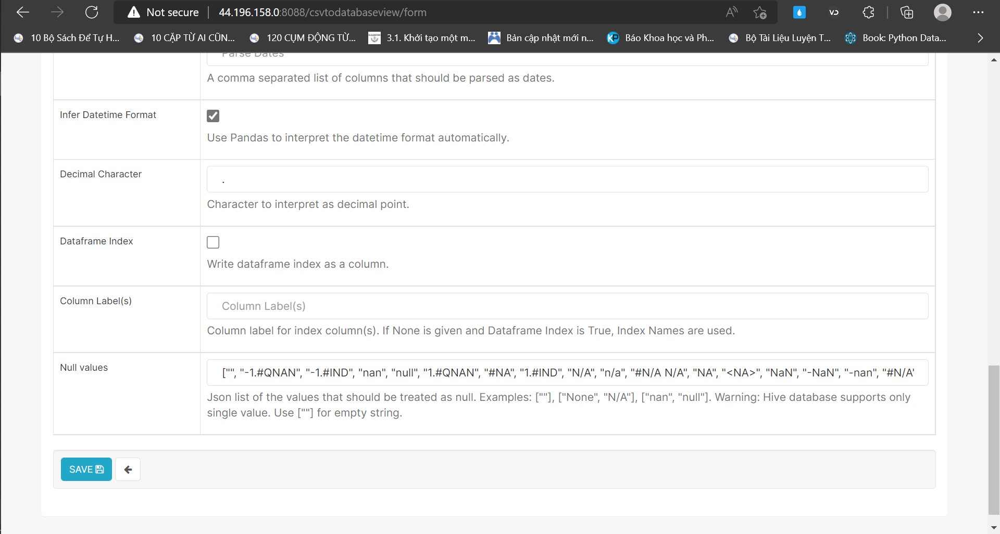 Not secure
44.196.158.0:8088/csvtodatabaseview/form
10 Bộ Sách Để Tự H...
10 CẶP TỪ AI CŨN...
120 CỤM ĐỘNG TỪ...
3.1. Khởi tạo một m...
Bản cập nhật mới n...
Báo Khoa học và Ph...
Bộ Tài Liệu Luyện T...
Book: Python Data...
Parse Dates
A comma separated list of columns that should be parsed as dates.
Infer Datetime Format
Use Pandas to interpret the datetime format automatically.
Decimal Character
.
Character to interpret as decimal point.
Dataframe Index
Write dataframe index as a column.
Column Label(s)
Column Label(s)
Column label for index column(s). If None is given and Dataframe Index is True, Index Names are used.
Null values
["", "-1.#QNAN", "-1.#IND", "nan", "null", "1.#QNAN", "#NA", "1.#IND", "N/A", "n/a", "#N/A N/A", "NA", "<NA>", "NaN", "-NaN", "-nan", "#N/A'
Json list of the values that should be treated as null. Examples: [""], ["None", "N/A"], ["nan", "null"]. Warning: Hive database supports only
single value. Use [""] for empty string.
SAVE